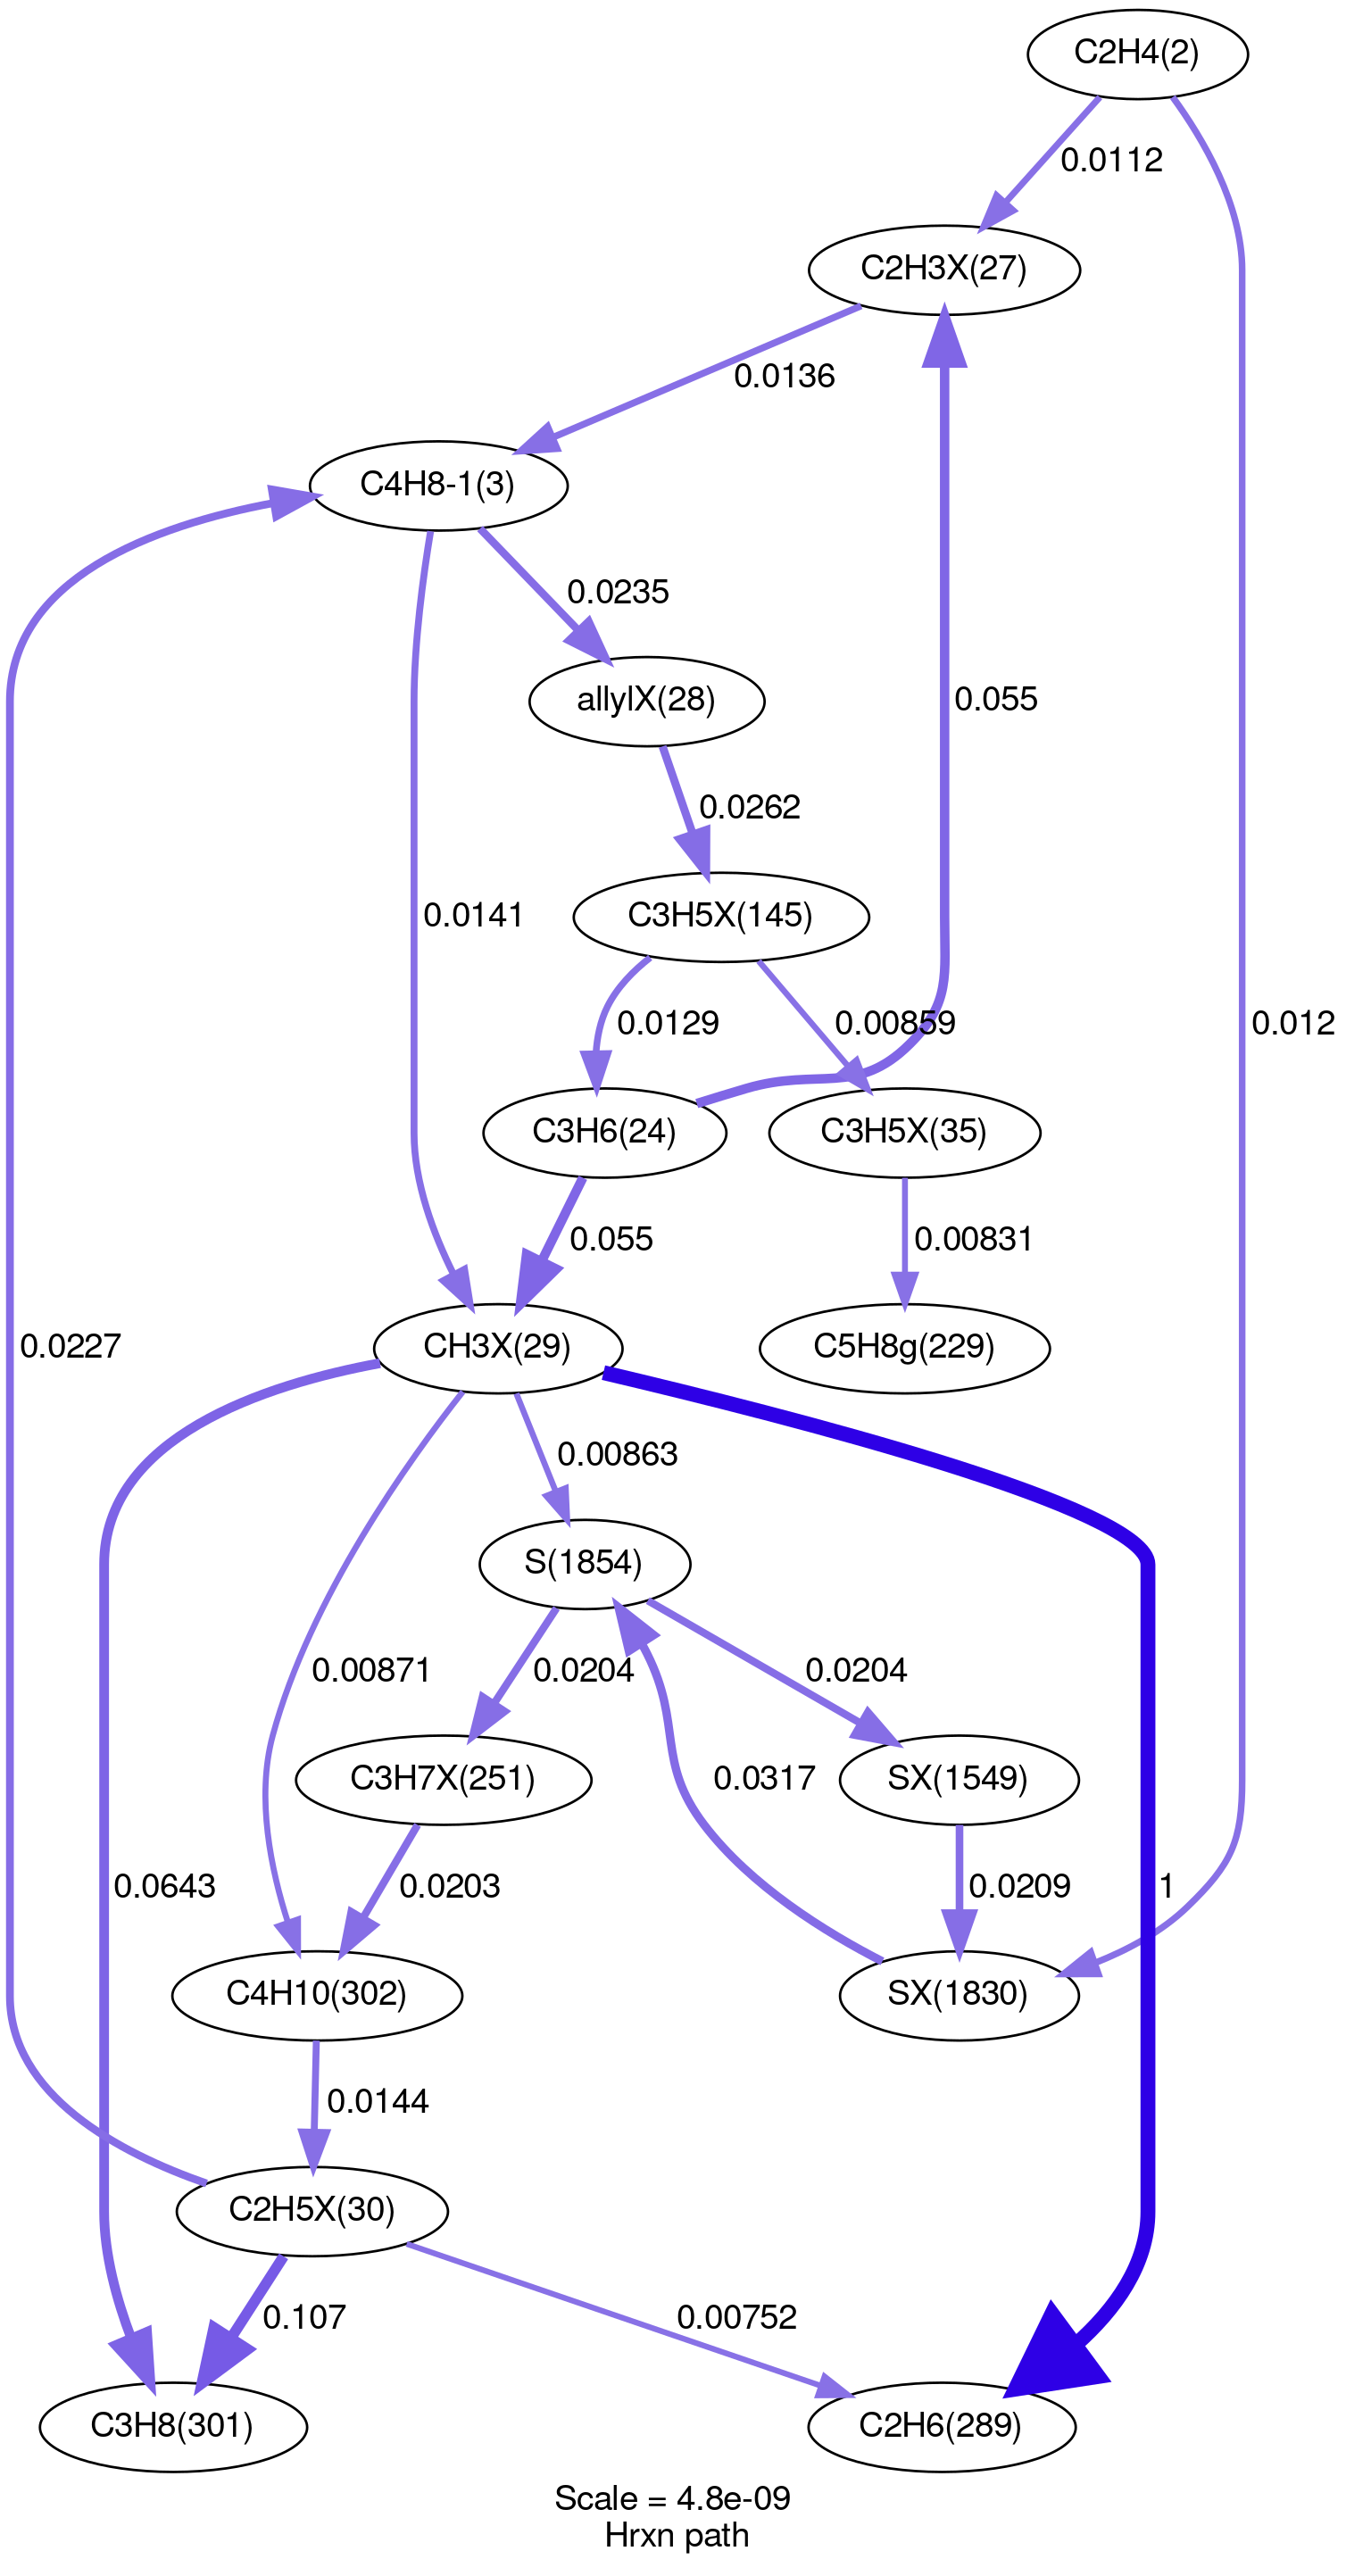 C2H4(2)
0.0112
C2H3X(27)
0.0136
C4H8-1(3)
0.0235
allylX(28)
0.055
0.0262
C3H5X(145)
0.0141
0.0129
0.00859
0.012
C3H6(24)
C3H5X(35)
0.055
0.00831
0.0227
CH3X(29)
C5H8g(229)
0.00863
S(1854)
0.00871
0.0204
0.0204
C3H7X(251)
0.0317
SX(1549)
0.0643
0.0203
0.0209
1
C4H10(302)
SX(1830)
0.0144
C2H5X(30)
0.107
0.00752
C3H8(301)
C2H6(289)
Scale = 4.8e-09
Hrxn path